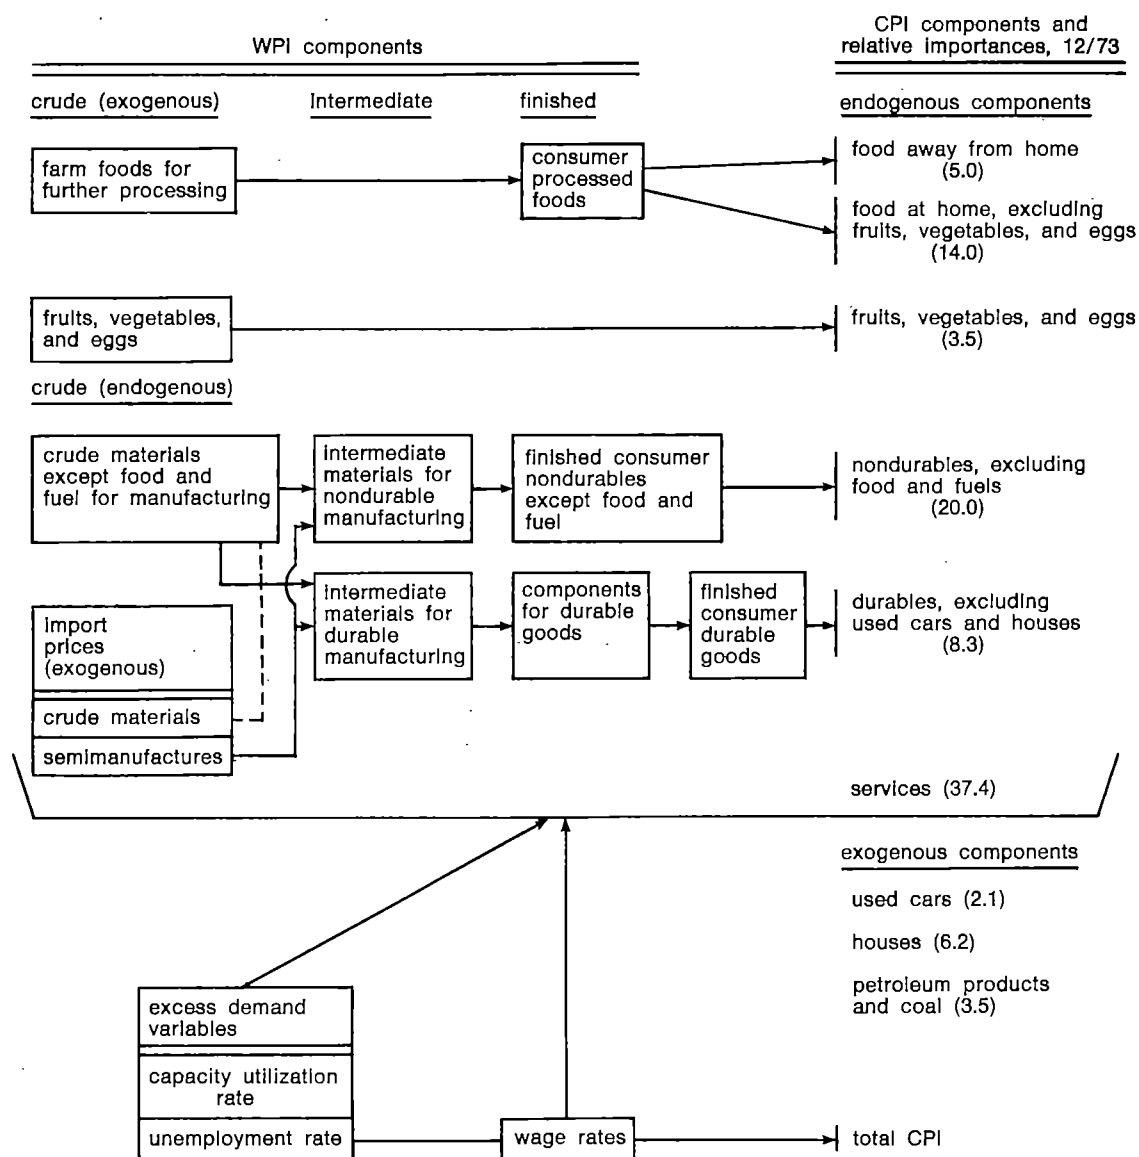 WPI components
CPI components and
relative importances, 12/73
crude (exogenous)
Intermediate
finished
endogenous components
farm foods for
further processing
consumer
processed
foods
food away from home
(5.0)
food at home, excluding
fruits, vegetables, and eggs
(14.0)
fruits, vegetables,
and eggs
fruits, vegetables, and eggs
(3.5)
crude (endogenous)
crude materials
except food and
fuel for manufacturing
intermediate
materials for
nondurable
manufacturing
finished consumer
nondurables
except food and
fuel
nondurables, excluding
food and fuels
(20.0)
import
prices
(exogenous)
crude materials
semimanufactures
intermediate
materials for
durable
manufacturing
components
for durable
goods
finished
consumer
durable
goods
durables, excluding
used cars and houses
(8.3)
services (37.4)
exogenous components
used cars (2.1)
houses (6.2)
petroleum products
and coal (3.5)
excess demand
variables
capacity utilization
rate
unemployment rate
wage rates
total CPI